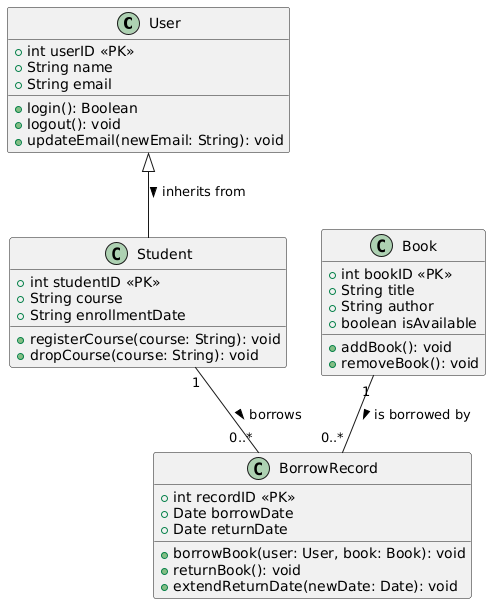 C User
int userID «PK»
String name
String email
login(): Boolean
logout(): void
updateEmail(newEmail: String): void
inherits from
C Student
int studentID «PK»
String course
String enrollmentDate
registerCourse(course: String): void
dropCourse(course: String): void
C Book
int bookID «PK»
String title
String author
boolean isAvailable
addBook(): void
removeBook(): void
1
borrows
0..*
1
is borrowed by
0..*
C BorrowRecord
int recordID «PK»
Date borrowDate
Date returnDate
borrowBook(user: User, book: Book): void
returnBook(): void
extendReturnDate(newDate: Date): void